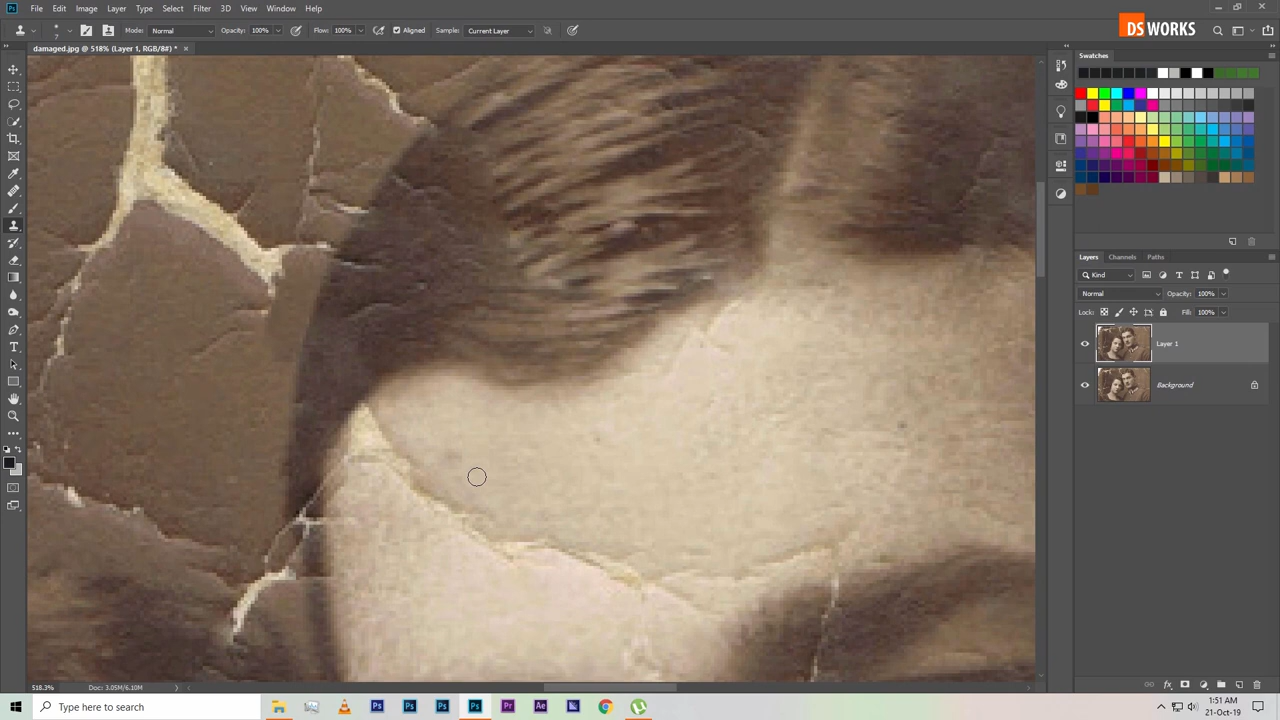 File Edit Image Layer Type Select Filter 3D View Window Help
DS WORKS
7 Mode: Normal Opacity: 100% Flow: 100% Aligned Sample: Current Layer
damaged.jpg @ 518% (Layer 1, RGB/8#) *
Swatches
Layers Channels Paths
Kind
Normal Opacity: 100%
Lock: Fill: 100%
Layer 1
Background
518.3% Doc: 3.05M/6.10M
Type here to search
1:51 AM
21-Oct-19